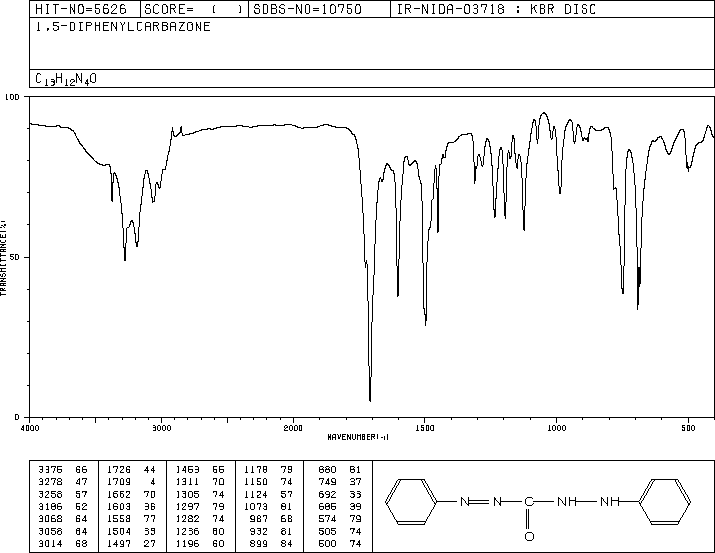 HIT-NO=5626 SCORE= ( ) SDBS-NO=10750 IR-NIDA-03718 : KBR DISC
1,5-DIPHENYLCARBAZONE
C13H12N4O
100
50
0
TRANSMITTANCE(%)
4000 3000 2000 1500 1000 500
WAVENUMBER(-1)
3375 66 1726 44 1453 55 1178 79 880 81
3278 47 1709 4 1311 70 1150 74 749 37
3258 57 1662 70 1305 74 1124 57 692 33
3186 52 1603 36 1297 79 1073 81 686 39
3068 64 1558 77 1282 74 987 68 574 79
3056 64 1504 39 1236 60 932 81 505 74
3014 68 1497 27 1196 60 899 84 500 74
N N C NH NH
O